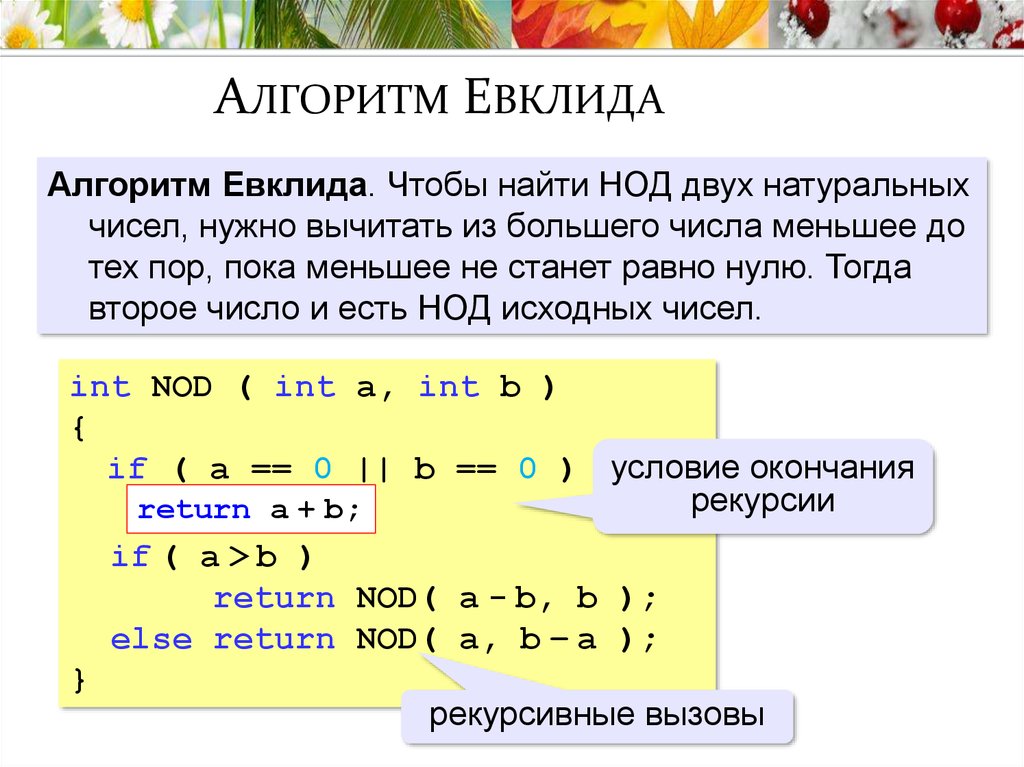 АЛГОРИТМ ЕВКЛИДА
Алгоритм Евклида. Чтобы найти НОД двух натуральных
чисел, нужно вычитать из большего числа меньшее до
тех пор, пока меньшее не станет равно нулю. Тогда
второе число и есть НОД исходных чисел.
int NOD ( int a, int b )
{
if ( a == 0 || b == 0 )
return a + b;
условие окончания
рекурсии
if ( a > b )
return NOD( a - b, b );
else return NOD( a, b – a );
}
рекурсивные вызовы